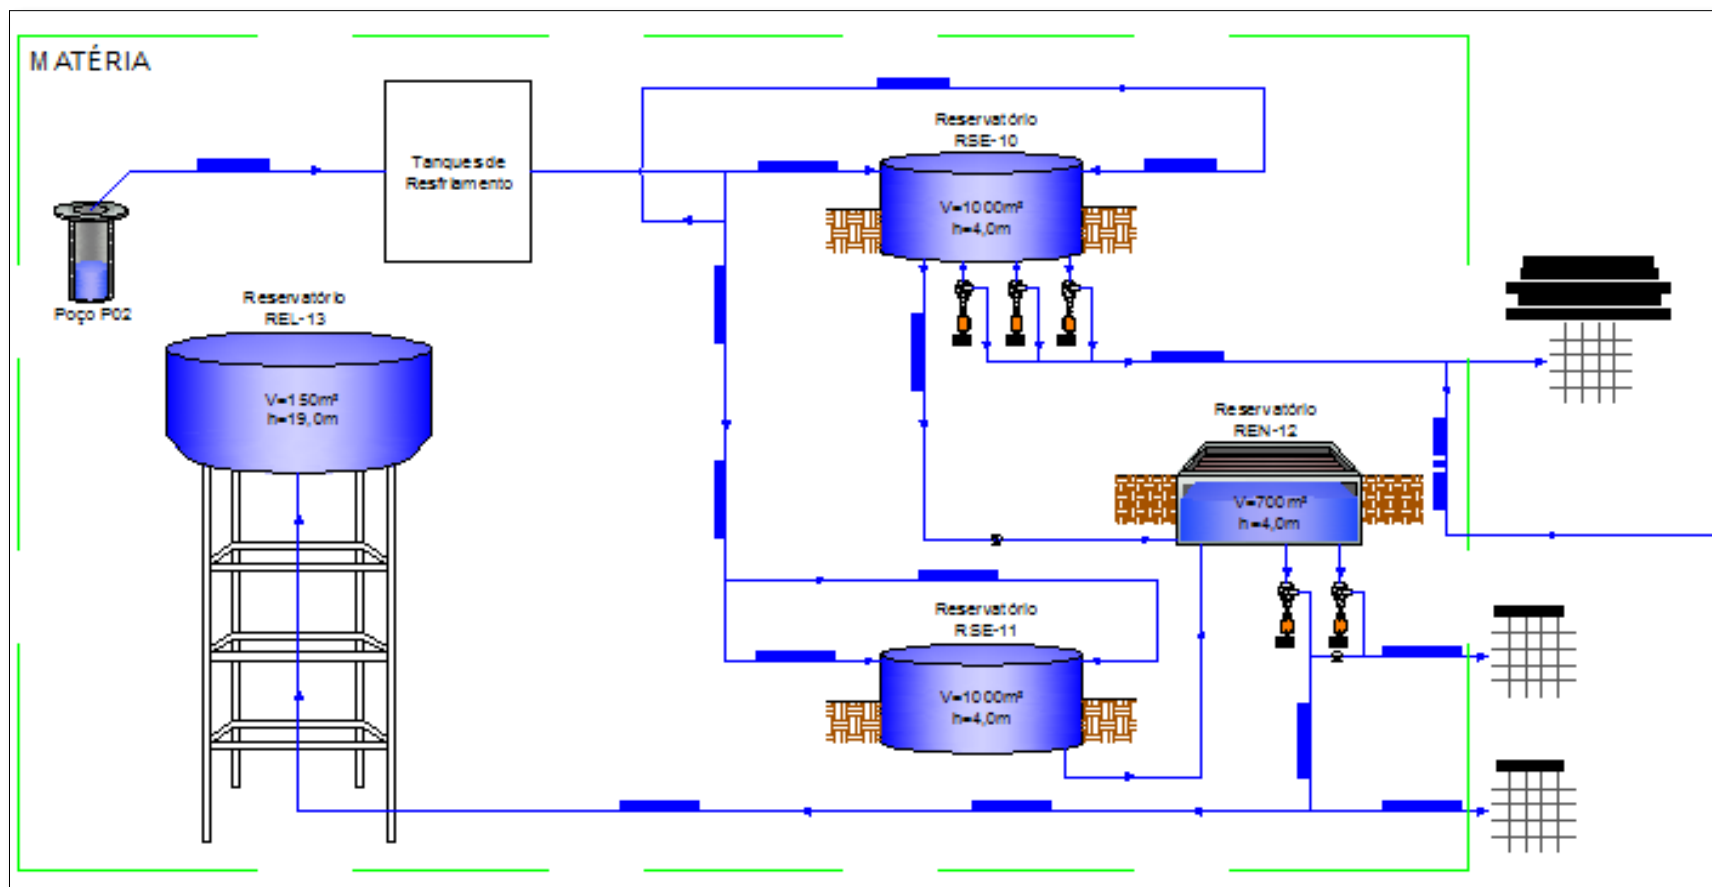 MATÉRIA
Reservatório
RSE-10
Tanques de
Resfriamento
V=1000m³
h=4,0m
Poço P02
Reservatório
REL-13
V=150m³
h=19,0m
Reservatório
REN-12
V=700m³
h=4,0m
Reservatório
RSE-11
V=1000m³
h=4,0m